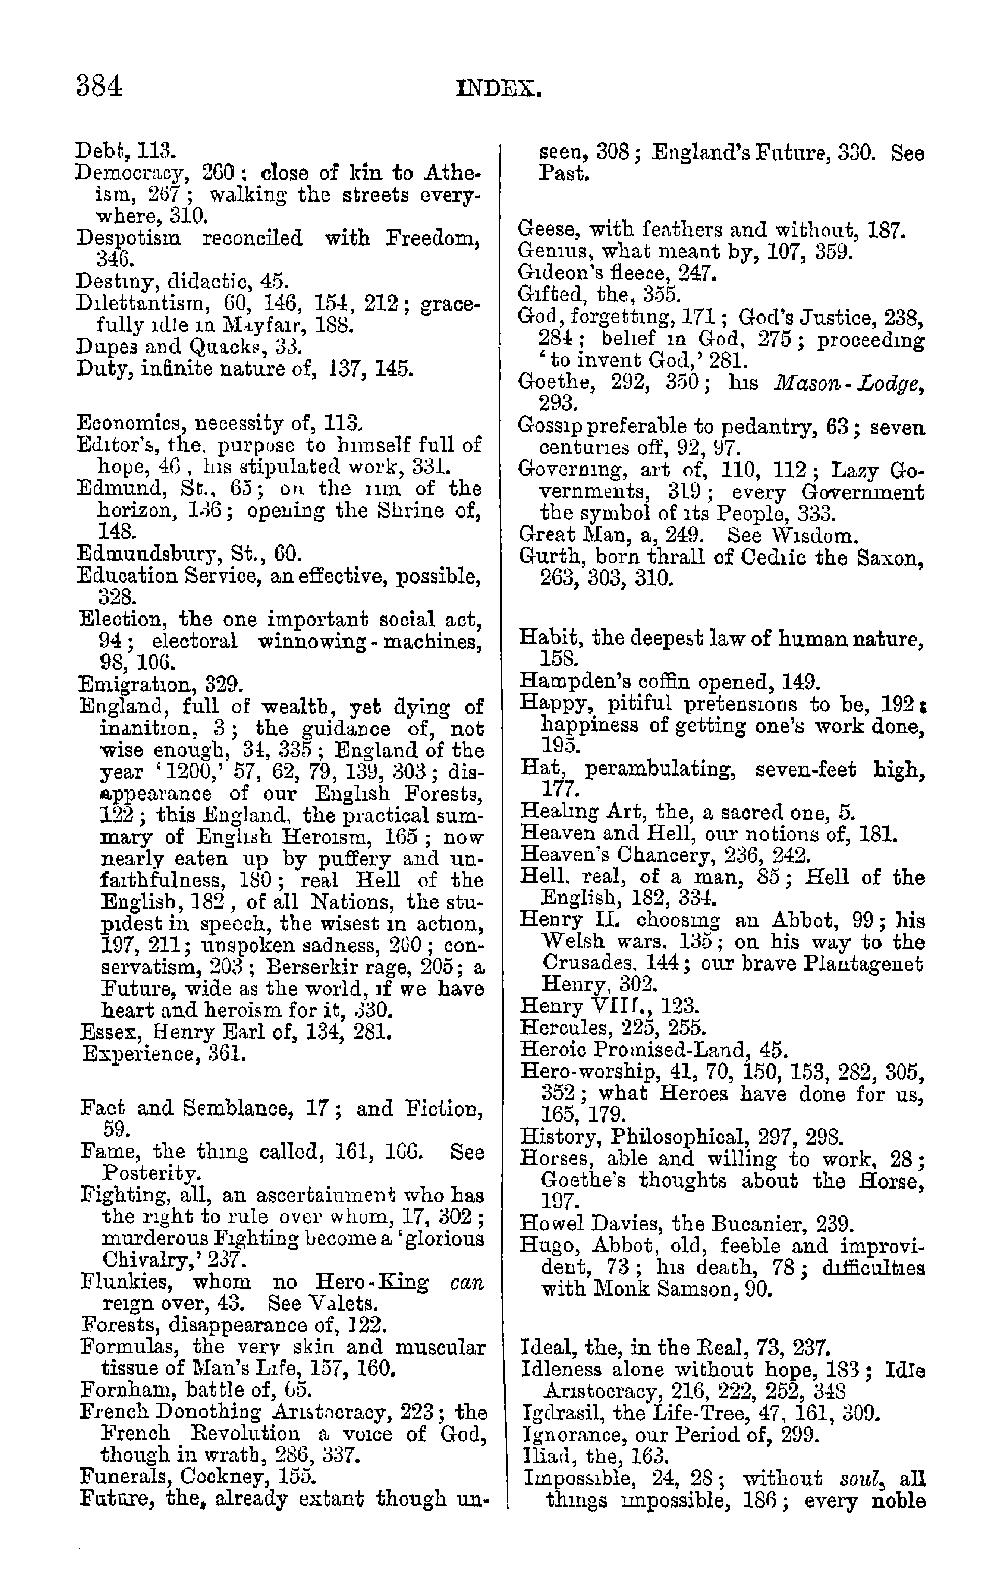 384
INDEX.
Debt, 113.
Democracy, 260; close of kin to Athe-
ism, 267; walking the streets every-
where, 310.
Despotism reconciled with Freedom,
346.
Destiny, didactic, 45.
Dilettantism, 60, 146, 154, 212; grace-
fully idle in Mayfair, 188.
Dupes and Quacks, 33.
Duty, infinite nature of, 137, 145.
Economics, necessity of, 113.
Editor's, the, purpose to himself full of
hope, 46, his stipulated work, 331.
Edmund, St., 65; on the rim of the
horizon, 136; opening the Shrine of,
148.
Edmundsbury, St., 60.
Education Service, an effective, possible,
328.
Election, the one important social act,
94; electoral winnowing-machines,
98, 106.
Emigration, 329.
England, full of wealth, yet dying of
inanition, 3; the guidance of, not
wise enough, 34, 335; England of the
year '1200,' 57, 62, 79, 139, 303; dis-
appearance of our English Forests,
122; this England, the practical sum-
mary of English Heroism, 165; now
nearly eaten up by puffery and un-
faithfulness, 180; real Hell of the
English, 182, of all Nations, the stu-
pidest in speech, the wisest in action,
197, 211; unspoken sadness, 200; con-
servatism, 203; Berserkir rage, 205; a
Future, wide as the world, if we have
heart and heroism for it, 330.
Essex, Henry Earl of, 134, 281.
Experience, 361.
Fact and Semblance, 17; and Fiction,
59.
Fame, the thing called, 161, 166. See
Posterity.
Fighting, all, an ascertainment who has
the right to rule over whom, 17, 302;
murderous Fighting become a 'glorious
Chivalry,' 237.
Flunkies, whom no Hero-King can
reign over, 43. See Valets.
Forests, disappearance of, 122.
Formulas, the very skin and muscular
tissue of Man's Life, 157, 160.
Fornham, battle of, 65.
French Donothing Aristocracy, 223; the
French Revolution a voice of God,
though in wrath, 286, 337.
Funerals, Cockney, 155.
Future, the, already extant though un-
seen, 308; England's Future, 330. See
Past.
Geese, with feathers and without, 187.
Genius, what meant by, 107, 359.
Gideon's fleece, 247.
Gifted, the, 355.
God, forgetting, 171; God's Justice, 238,
284; belief in God, 275; proceeding
'to invent God,' 281.
Goethe, 292, 350; his Mason-Lodge,
293.
Gossip preferable to pedantry, 63; seven
centuries off, 92, 97.
Governing, art of, 110, 112; Lazy Go-
vernments, 319; every Government
the symbol of its People, 333.
Great Man, a, 249. See Wisdom.
Gurth, born thrall of Cedric the Saxon,
263, 303, 310.
Habit, the deepest law of human nature,
158.
Hampden's coffin opened, 149.
Happy, pitiful pretensions to be, 192;
happiness of getting one's work done,
195.
Hat, perambulating, seven-feet high,
177.
Healing Art, the, a sacred one, 5.
Heaven and Hell, our notions of, 181.
Heaven's Chancery, 236, 242.
Hell, real, of a man, 85; Hell of the
English, 182, 334.
Henry II. choosing an Abbot, 99; his
Welsh wars, 135; on his way to the
Crusades, 144; our brave Plantagenet
Henry, 302.
Henry VIII., 123.
Hercules, 225, 255.
Heroic Promised-Land, 45.
Hero-worship, 41, 70, 150, 153, 282, 305,
352; what Heroes have done for us,
165, 179.
History, Philosophical, 297, 298.
Horses, able and willing to work, 28;
Goethe's thoughts about the Horse,
197.
Howel Davies, the Bucanier, 239.
Hugo, Abbot, old, feeble and improvi-
dent, 73; his death, 78; difficulties
with Monk Samson, 90.
Ideal, the, in the Real, 73, 237.
Idleness alone without hope, 183; Idle
Aristocracy, 216, 222, 252, 348
Igdrasil, the Life-Tree, 47, 161, 309.
Ignorance, our Period of, 299.
Iliad, the, 163.
Impossible, 24, 28; without soul, all
things impossible, 186; every noble